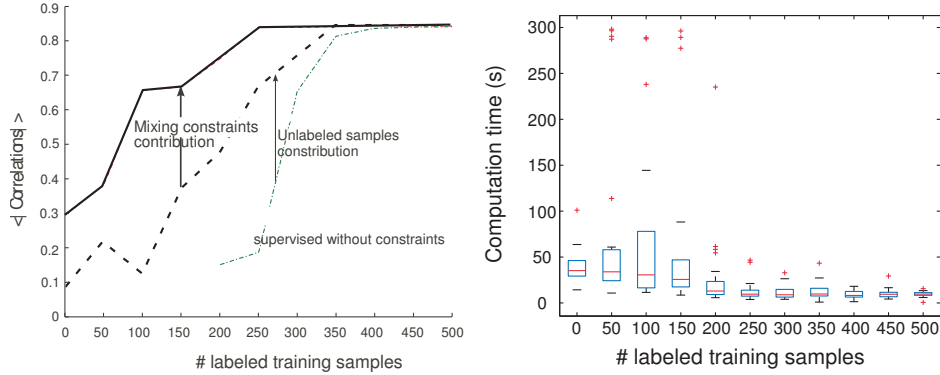 0.9
0.8
0.7
0.6
0.5
0.4
0.3
0.2
0.1
0
<| Correlations| >
Mixing constraints
contribution
Unlabeled samples
constribution
supervised without constraints
0 50 100 150 200 250 300 350 400 450 500
# labeled training samples
300
250
200
150
100
50
0
Computation time (s)
0 50 100 150 200 250 300 350 400 450 500
# labeled training samples